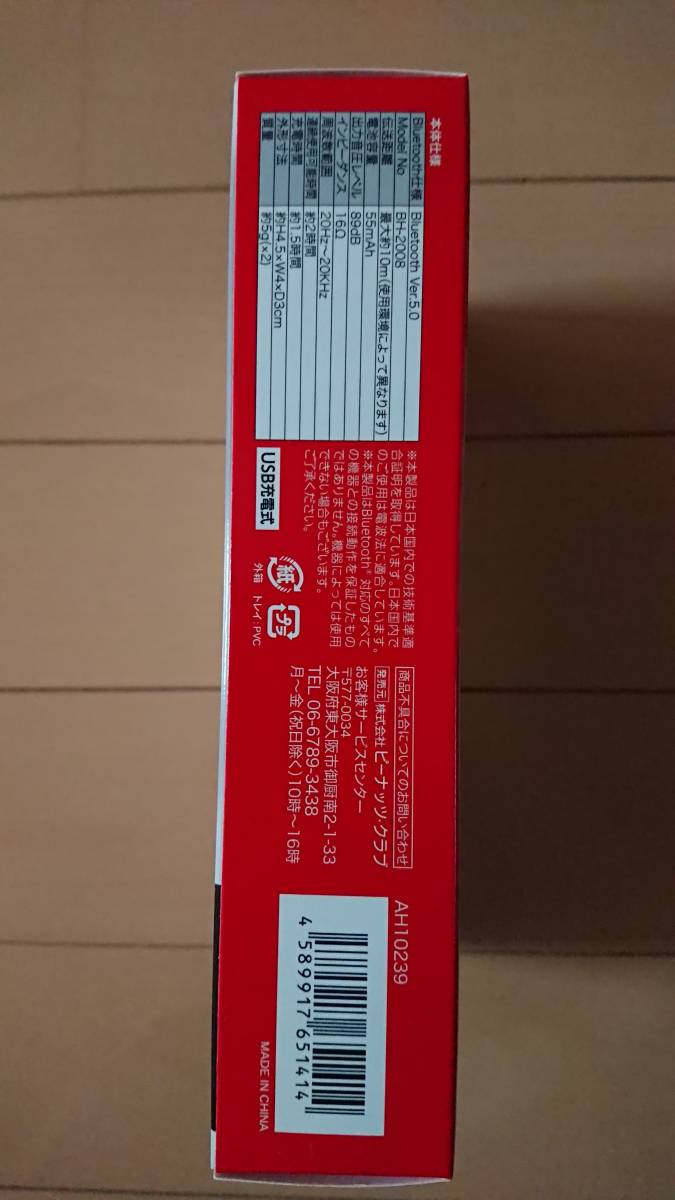 本体仕様
Bluetooth仕様 Bluetooth Ver.5.0
Model No BH-2008
伝送距離 最大約10m(使用環境によって異なります)
電池容量 55mAh
出力音圧レベル 89dB
インピーダンス 16Ω
周波数範囲 20Hz～20KHz
連続使用可能時間 約2時間
充電時間 約1.5時間
外形寸法 約H4.5×W4×D3cm
質量 約5g(×2)
※本製品は日本国内での技術基準適
合証明を取得しています。日本国内で
のご使用は電波法に適合しています。
※本製品はBluetooth® 対応のすべて
の機器との接続動作を保証したもの
ではありません。機器によっては使用
できない場合もございます。
ご了承ください。
USB充電式
紙
外箱
プラ
トレイ:PVC
商品不具合についてのお問い合わせ
発売元 株式会社 ピーナッツ・クラブ
お客様サービスセンター
〒577-0034
大阪府東大阪市御厨南2-1-33
TEL 06-6789-3438
月～金(祝日除く)10時～16時
AH10239
4 589917 651414
MADE IN CHINA